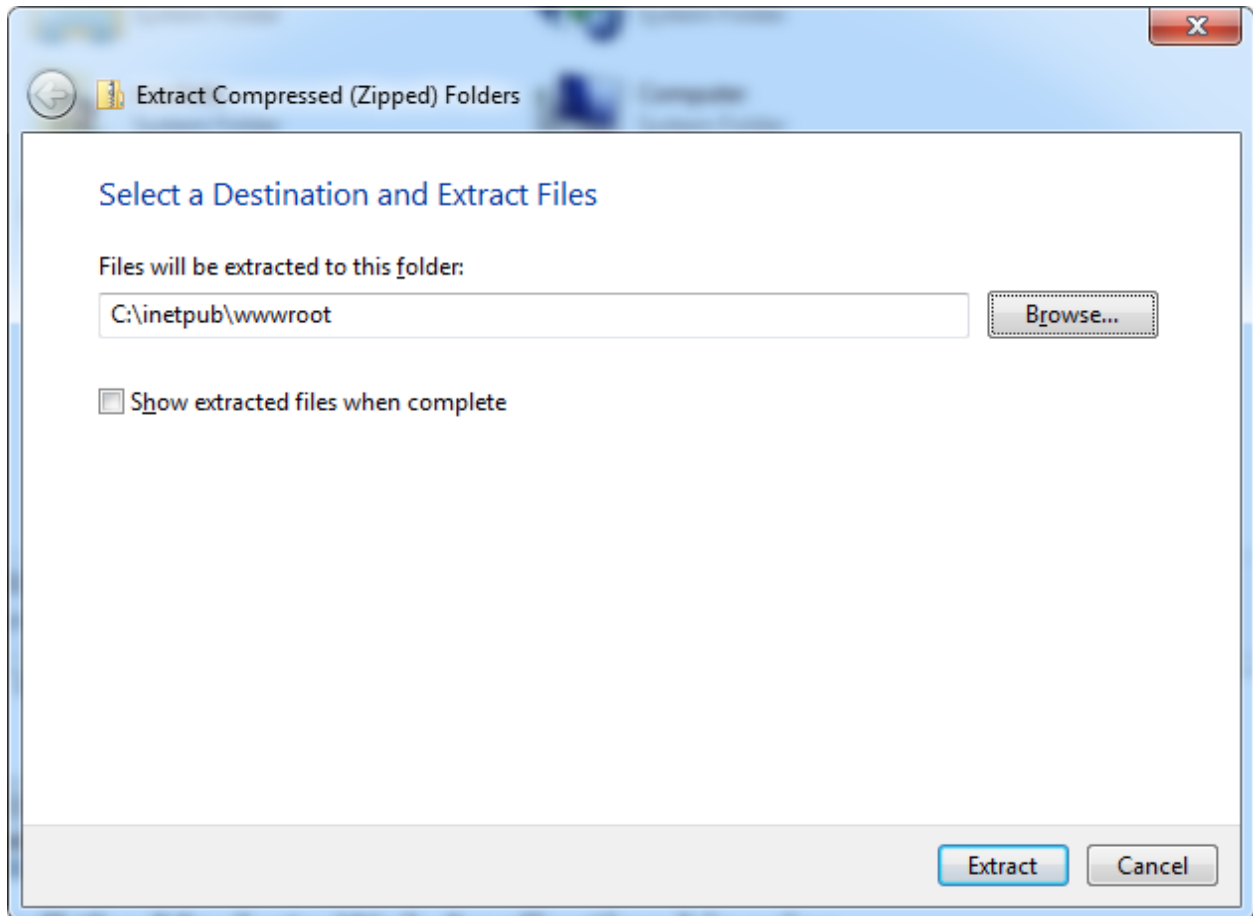 Extract Compressed (Zipped) Folders
Select a Destination and Extract Files
Files will be extracted to this folder:
C:\inetpub\wwwroot
Browse...
Show extracted files when complete
Extract
Cancel